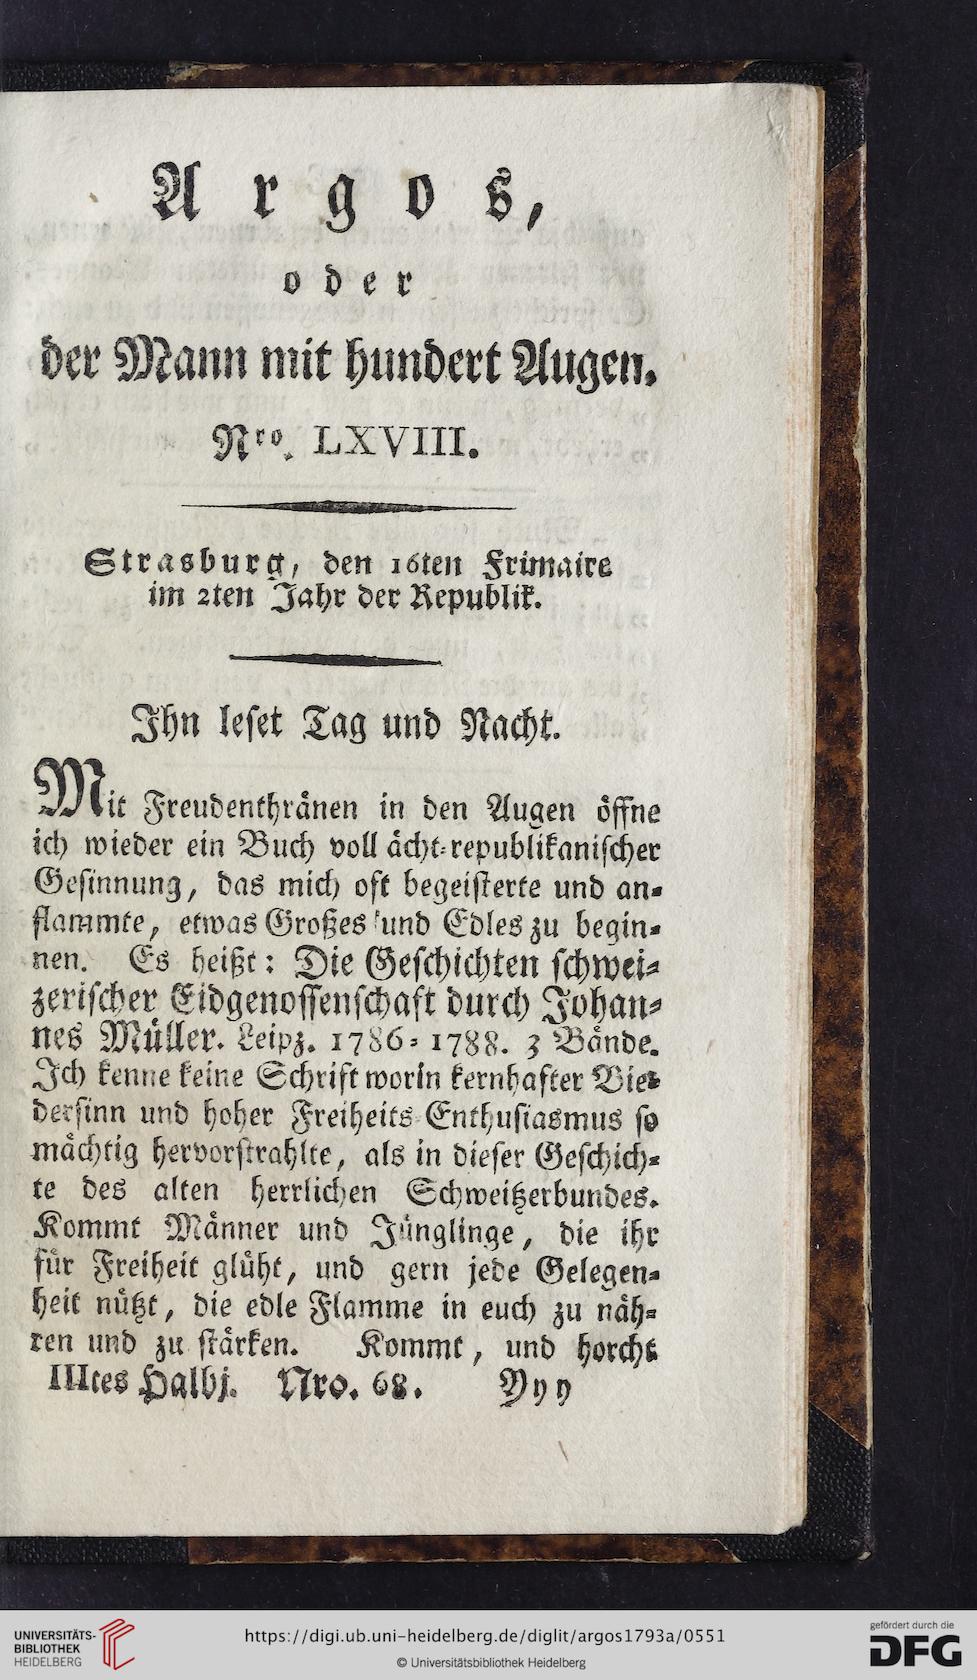 Argos,
oder
der Mann mit hundert Augen.
Nro. LXVIII.
Strasburg, den 16ten Frimaire
im 2ten Jahr der Republik.
Ihn leset Tag und Nacht.
Mit Freudenthränen in den Augen öffne
ich wieder ein Buch voll ächt-republikanischer
Gesinnung, das mich oft begeisterte und an-
flammte, etwas Großes und Edles zu begin-
nen. Es heißt: Die Geschichten schwei-
zerischer Eidgenossenschaft durch Johan-
nes Müller. Leipz. 1786-1788. 3 Bände.
Ich kenne keine Schrift worin kernhafter Bie-
dersinn und hoher Freiheits-Enthusiasmus so
mächtig hervorstrahlte, als in dieser Geschich-
te des alten herrlichen Schweitzerbundes.
Kommt Männer und Jünglinge, die ihr
für Freiheit glüht, und gern jede Gelegen-
heit nützt, die edle Flamme in euch zu näh-
ren und zu stärken. Kommt, und horcht
IIItes Halbj. Nro. 68. Yyy
UNIVERSITÄTS-
BIBLIOTHEK
HEIDELBERG
https://digi.ub.uni-heidelberg.de/diglit/argos1793a/0551
© Universitätsbibliothek Heidelberg
gefördert durch die
DFG